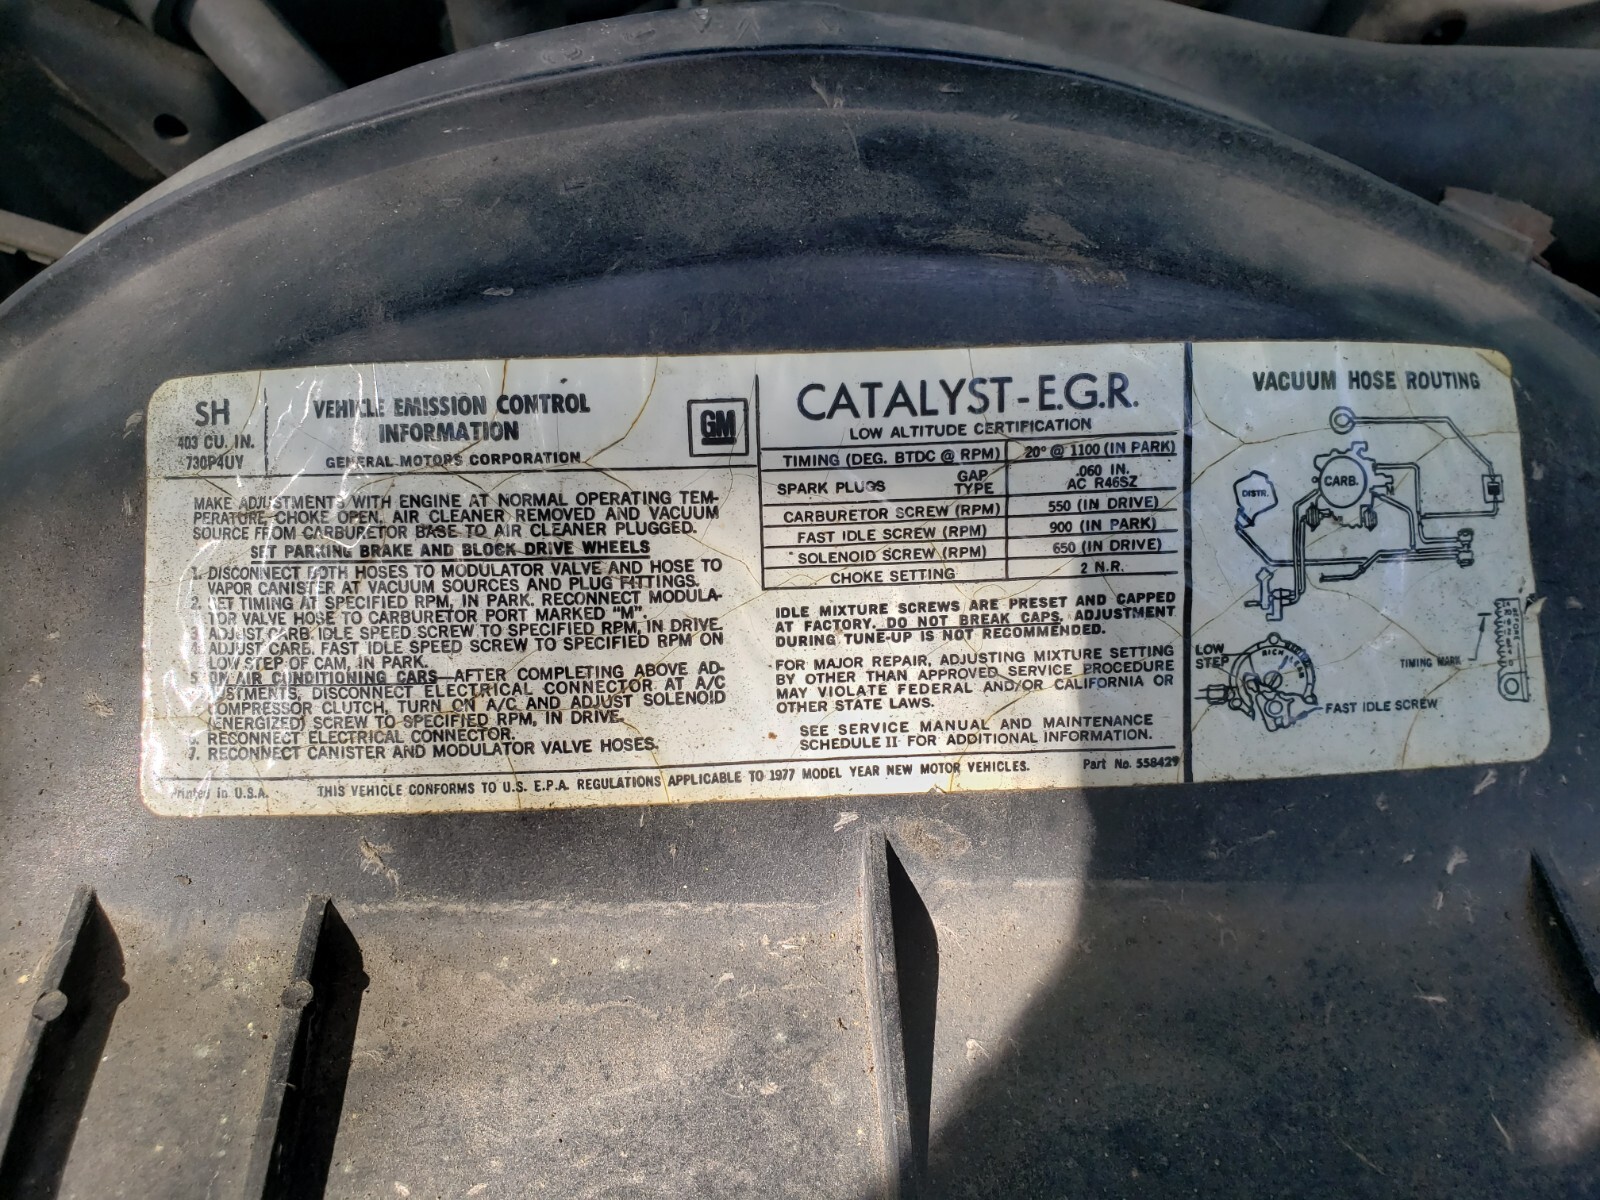 SH
403 CU. IN.
730P4UY
VEHICLE EMISSION CONTROL
INFORMATION
GENERAL MOTORS CORPORATION
GM
MAKE ADJUSTMENTS WITH ENGINE AT NORMAL OPERATING TEM-
PERATURE, CHOKE OPEN, AIR CLEANER REMOVED AND VACUUM
SOURCE FROM CARBURETOR BASE TO AIR CLEANER PLUGGED.
SET PARKING BRAKE AND BLOCK DRIVE WHEELS
1. DISCONNECT BOTH HOSES TO MODULATOR VALVE AND HOSE TO
VAPOR CANISTER AT VACUUM SOURCES AND PLUG FITTINGS.
2. SET TIMING AT SPECIFIED RPM, IN PARK. RECONNECT MODULA-
TOR VALVE HOSE TO CARBURETOR PORT MARKED "M".
3. ADJUST CARB. IDLE SPEED SCREW TO SPECIFIED RPM, IN DRIVE.
4. ADJUST CARB. FAST IDLE SPEED SCREW TO SPECIFIED RPM ON
LOW STEP OF CAM, IN PARK.
5. ON AIR CONDITIONING CARS—AFTER COMPLETING ABOVE AD-
JUSTMENTS, DISCONNECT ELECTRICAL CONNECTOR AT A/C
COMPRESSOR CLUTCH, TURN ON A/C AND ADJUST SOLENOID
(ENERGIZED) SCREW TO SPECIFIED RPM, IN DRIVE.
6. RECONNECT ELECTRICAL CONNECTOR.
7. RECONNECT CANISTER AND MODULATOR VALVE HOSES.
CATALYST-E.G.R.
LOW ALTITUDE CERTIFICATION
TIMING (DEG. BTDC @ RPM) 20° @ 1100 (IN PARK)
SPARK PLUGS GAP .060 IN.
TYPE AC R46SZ
CARBURETOR SCREW (RPM) 550 (IN DRIVE)
FAST IDLE SCREW (RPM) 900 (IN PARK)
SOLENOID SCREW (RPM) 650 (IN DRIVE)
CHOKE SETTING 2 N.R.
IDLE MIXTURE SCREWS ARE PRESET AND CAPPED
AT FACTORY. DO NOT BREAK CAPS. ADJUSTMENT
DURING TUNE-UP IS NOT RECOMMENDED.
FOR MAJOR REPAIR, ADJUSTING MIXTURE SETTING
BY OTHER THAN APPROVED SERVICE PROCEDURE
MAY VIOLATE FEDERAL AND/OR CALIFORNIA OR
OTHER STATE LAWS.
SEE SERVICE MANUAL AND MAINTENANCE
SCHEDULE II FOR ADDITIONAL INFORMATION.
Printed in U.S.A.
THIS VEHICLE CONFORMS TO U.S. E.P.A. REGULATIONS APPLICABLE TO 1977 MODEL YEAR NEW MOTOR VEHICLES.
Part No. 558429
VACUUM HOSE ROUTING
DISTR.
CARB.
M
LOW
STEP
RICH
LEAN
FAST IDLE SCREW
TIMING MARK
BEFORE